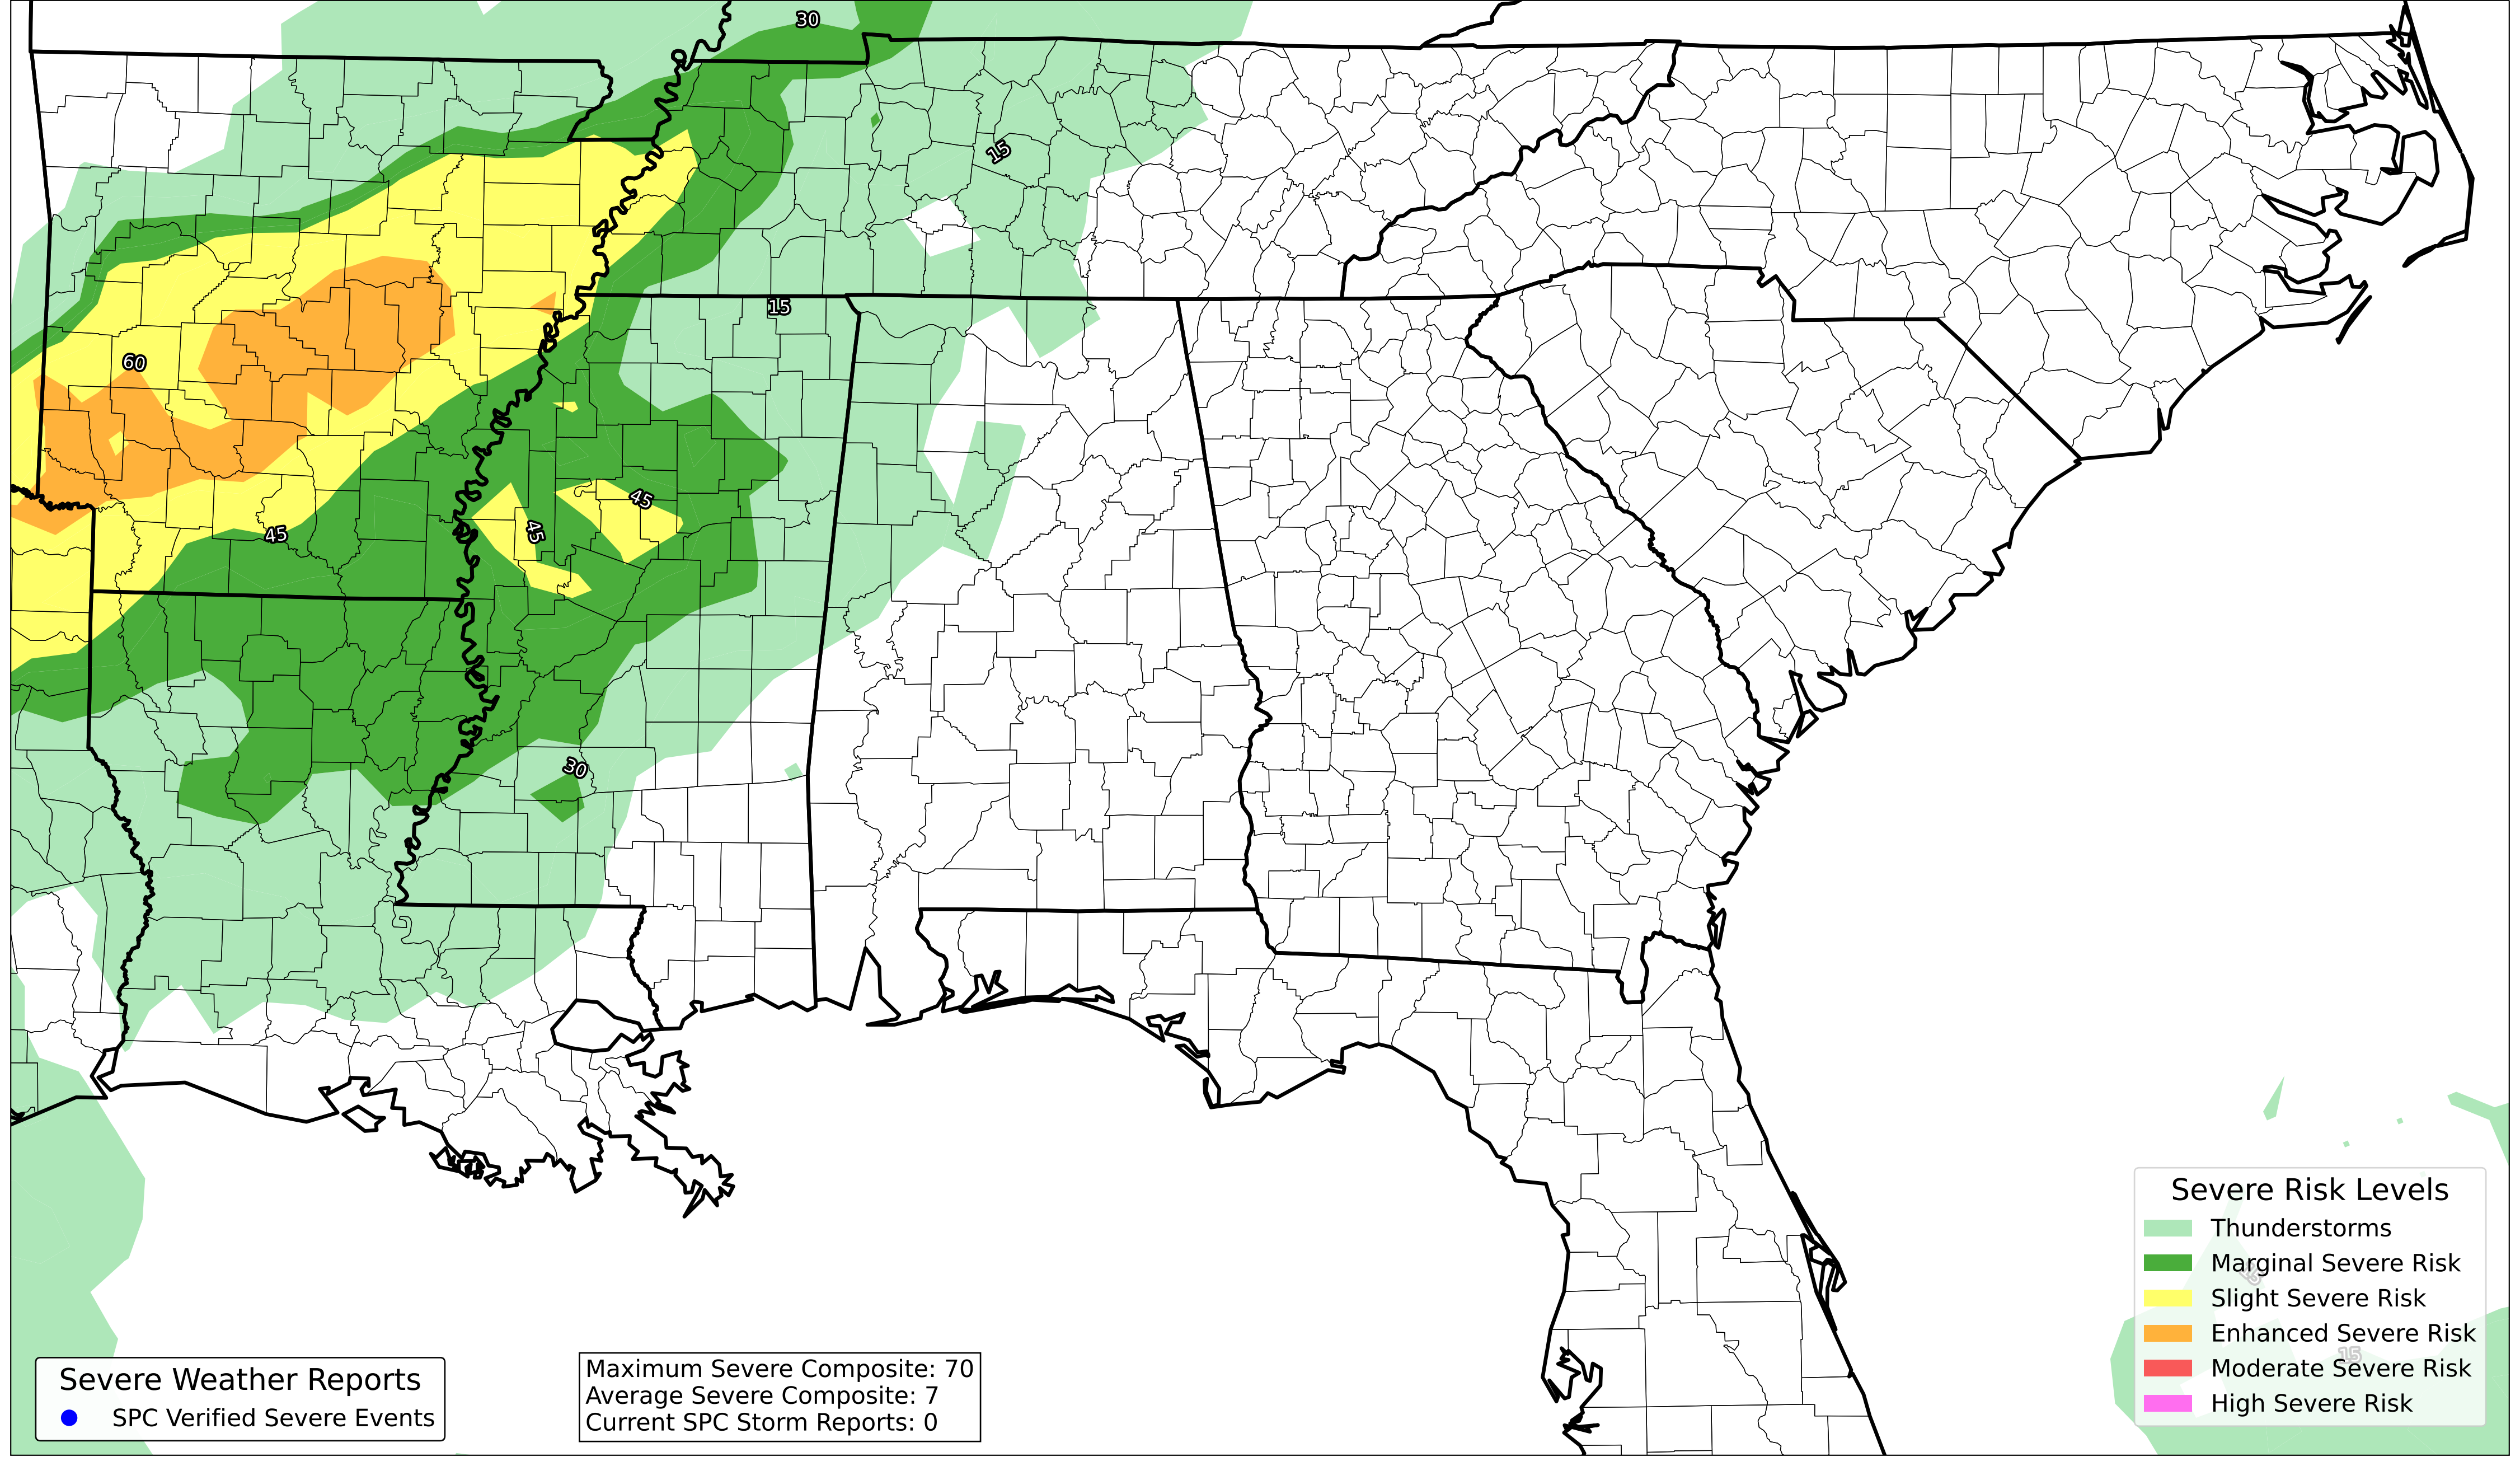 30
15
15
60
45
45
45
30
Severe Risk Levels
Thunderstorms
Marginal Severe Risk
15
Slight Severe Risk
Enhanced Severe Risk
15
Moderate Severe Risk
High Severe Risk
Severe Weather Reports
SPC Verified Severe Events
Maximum Severe Composite: 70
Average Severe Composite: 7
Current SPC Storm Reports: 0